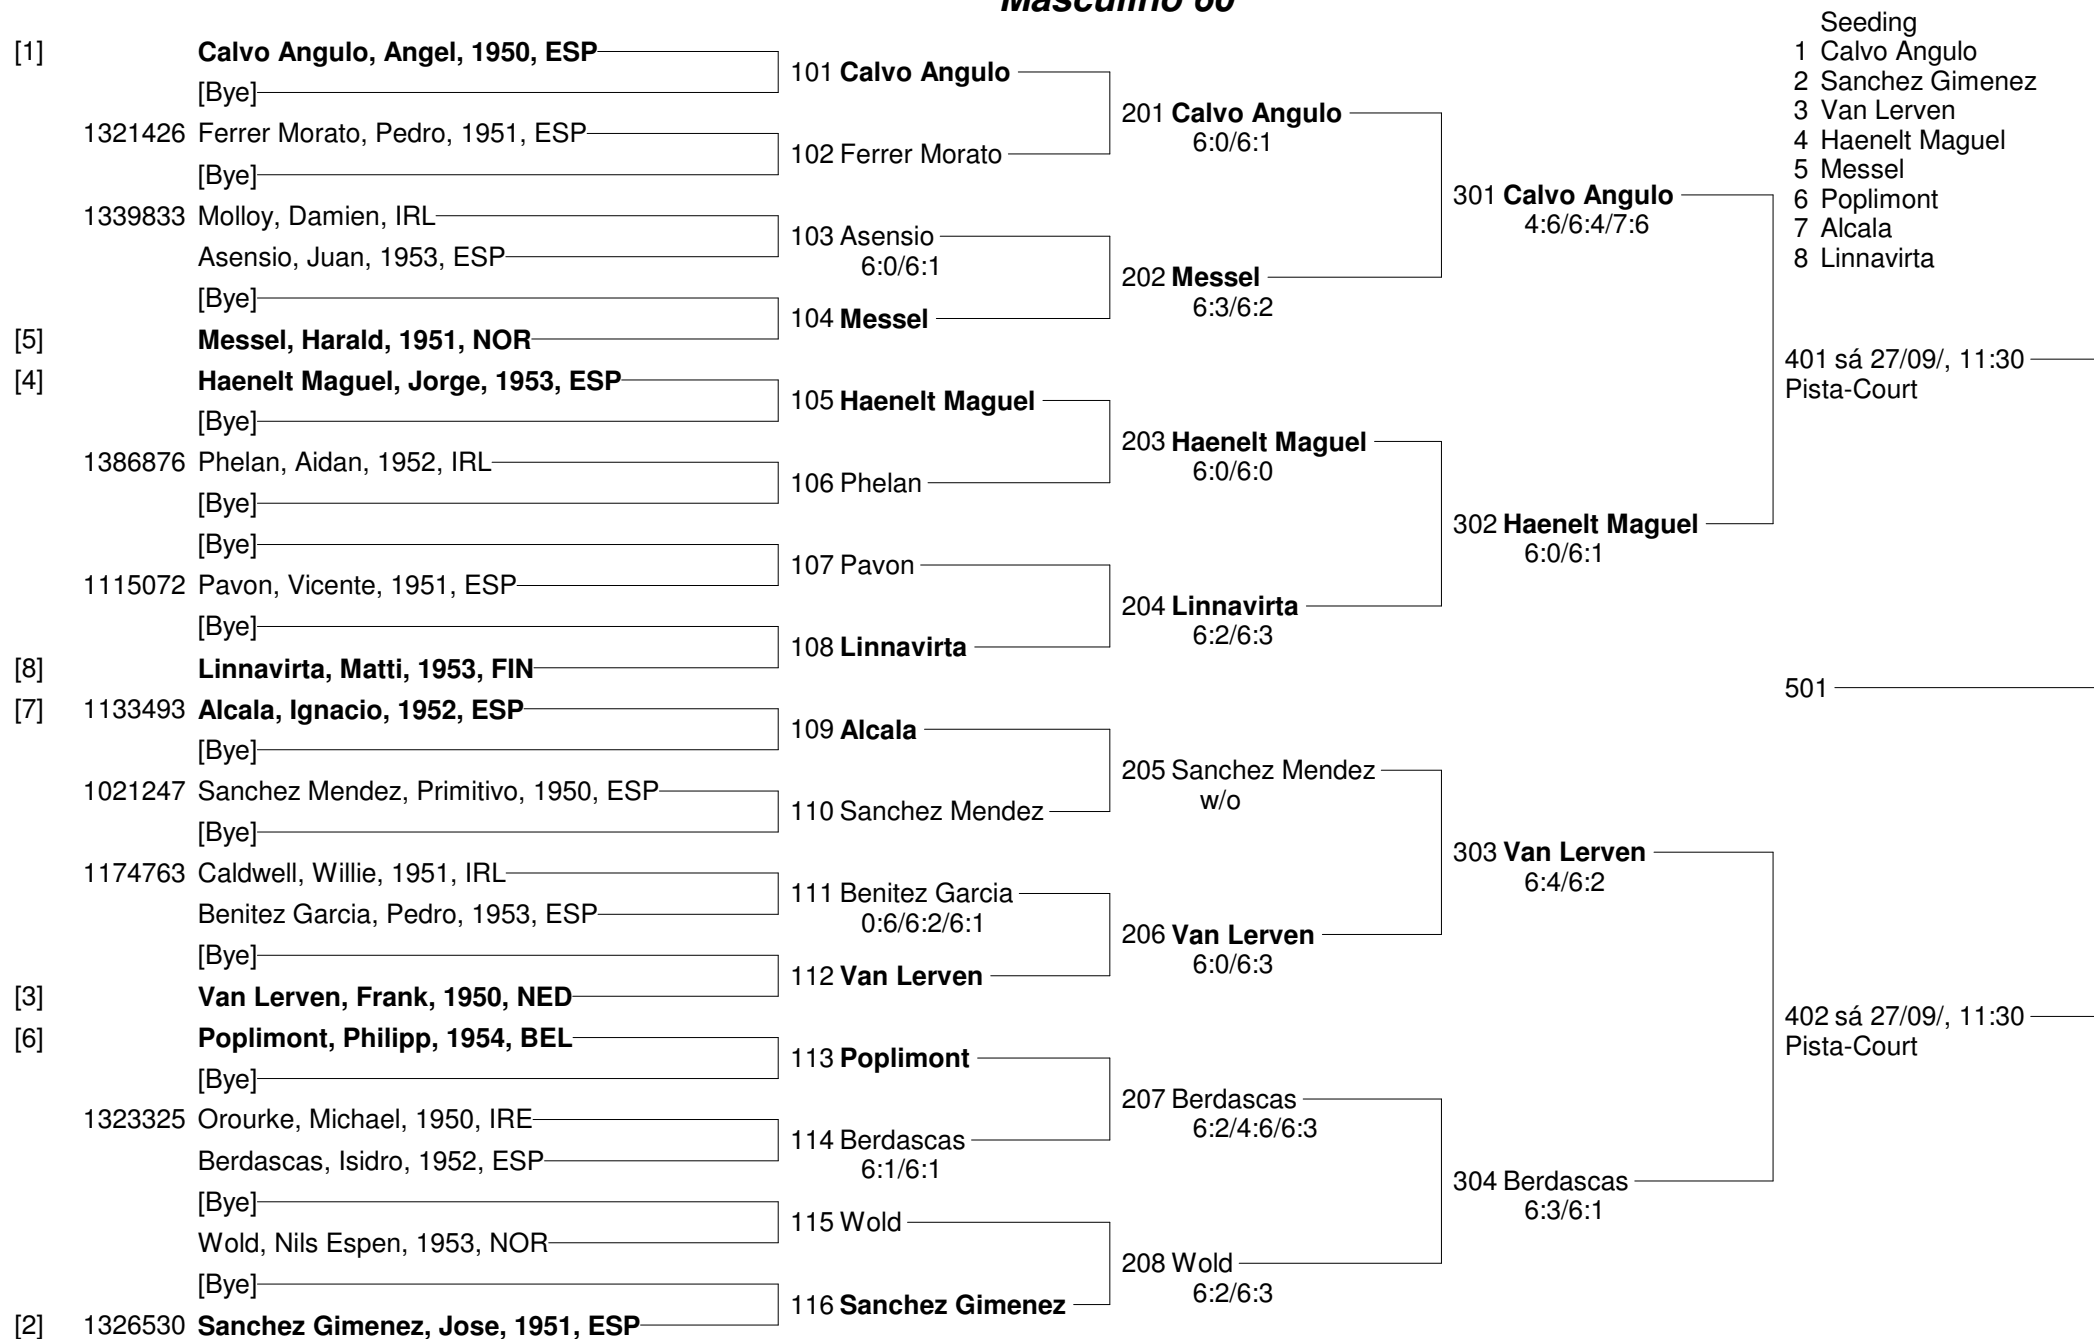 Masculino 60
Seeding
1 Calvo Angulo
2 Sanchez Gimenez
3 Van Lerven
4 Haenelt Maguel
5 Messel
6 Poplimont
7 Alcala
8 Linnavirta
[1] Calvo Angulo, Angel, 1950, ESP
[Bye]
1321426 Ferrer Morato, Pedro, 1951, ESP
[Bye]
1339833 Molloy, Damien, IRL
Asensio, Juan, 1953, ESP
[Bye]
[5] Messel, Harald, 1951, NOR
[4] Haenelt Maguel, Jorge, 1953, ESP
[Bye]
1386876 Phelan, Aidan, 1952, IRL
[Bye]
[Bye]
1115072 Pavon, Vicente, 1951, ESP
[Bye]
[8] Linnavirta, Matti, 1953, FIN
[7] 1133493 Alcala, Ignacio, 1952, ESP
[Bye]
1021247 Sanchez Mendez, Primitivo, 1950, ESP
[Bye]
1174763 Caldwell, Willie, 1951, IRL
Benitez Garcia, Pedro, 1953, ESP
[Bye]
[3] Van Lerven, Frank, 1950, NED
[6] Poplimont, Philipp, 1954, BEL
[Bye]
1323325 Orourke, Michael, 1950, IRE
Berdascas, Isidro, 1952, ESP
[Bye]
Wold, Nils Espen, 1953, NOR
[Bye]
[2] 1326530 Sanchez Gimenez, Jose, 1951, ESP
101 Calvo Angulo
102 Ferrer Morato
103 Asensio
6:0/6:1
104 Messel
105 Haenelt Maguel
106 Phelan
107 Pavon
108 Linnavirta
109 Alcala
110 Sanchez Mendez
111 Benitez Garcia
0:6/6:2/6:1
112 Van Lerven
113 Poplimont
114 Berdascas
6:1/6:1
115 Wold
116 Sanchez Gimenez
201 Calvo Angulo
6:0/6:1
202 Messel
6:3/6:2
203 Haenelt Maguel
6:0/6:0
204 Linnavirta
6:2/6:3
205 Sanchez Mendez
w/o
206 Van Lerven
6:0/6:3
207 Berdascas
6:2/4:6/6:3
208 Wold
6:2/6:3
301 Calvo Angulo
4:6/6:4/7:6
302 Haenelt Maguel
6:0/6:1
303 Van Lerven
6:4/6:2
304 Berdascas
6:3/6:1
401 sá 27/09/, 11:30
Pista-Court
501
402 sá 27/09/, 11:30
Pista-Court